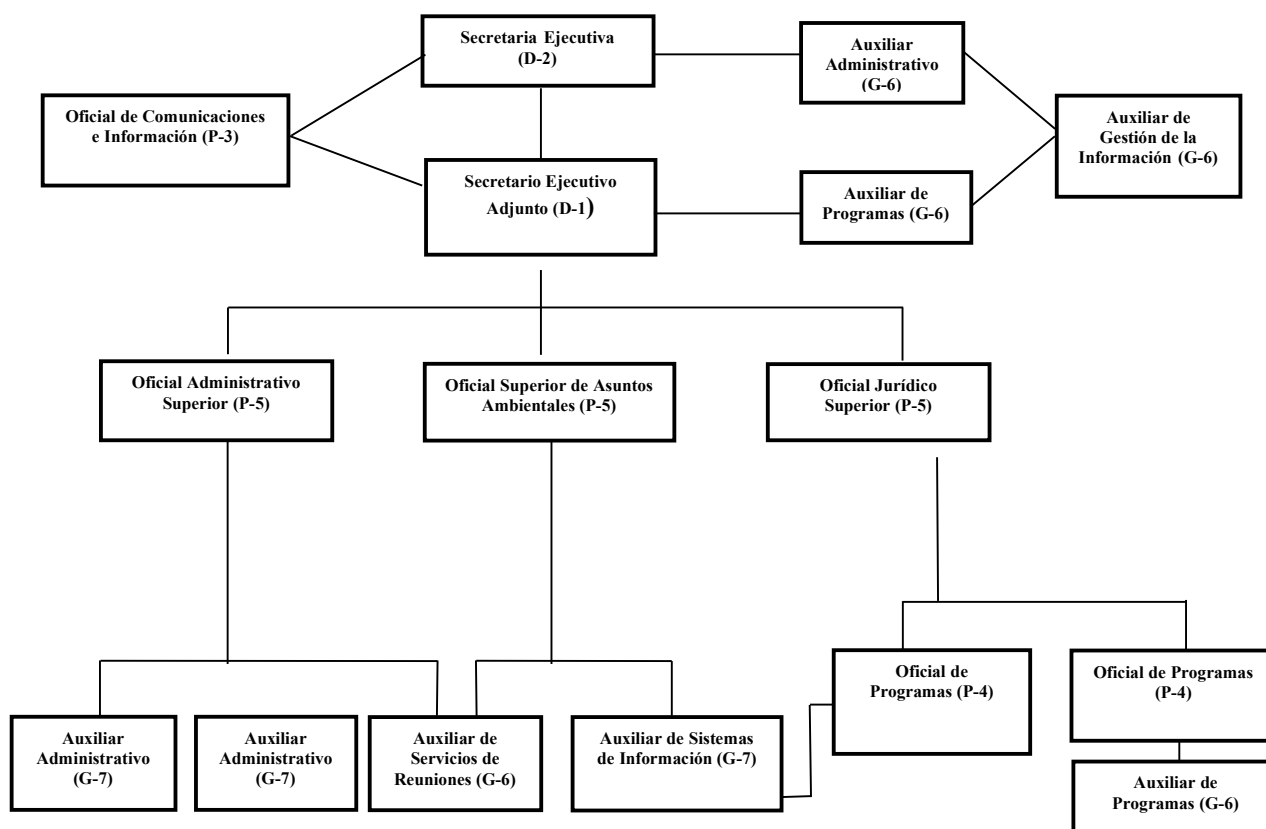 Secretaria Ejecutiva
(D-2)
Auxiliar
Administrativo
(G-6)
Oficial de Comunicaciones
e Información (P-3)
Auxiliar de
Gestión de la
Información (G-6)
Secretario Ejecutivo
Adjunto (D-1)
Auxiliar de
Programas (G-6)
Oficial Administrativo
Superior (P-5)
Oficial Superior de Asuntos
Ambientales (P-5)
Oficial Jurídico
Superior (P-5)
Oficial de
Programas (P-4)
Oficial de Programas
(P-4)
Auxiliar
Administrativo
(G-7)
Auxiliar
Administrativo
(G-7)
Auxiliar de
Servicios de
Reuniones (G-6)
Auxiliar de Sistemas
de Información (G-7)
Auxiliar de
Programas (G-6)